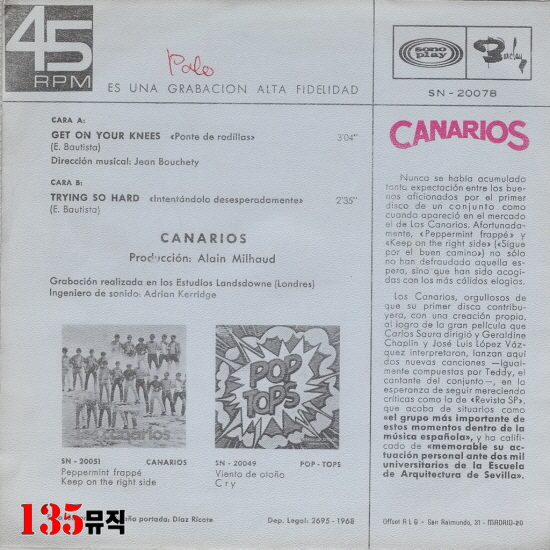 45
RPM
Polo
ES UNA GRABACION ALTA FIDELIDAD
sono
play
Barclay
SN - 20078
CARA A:
GET ON YOUR KNEES «Ponte de rodillas» 3'04"
(E. Bautista)
Dirección musical: Jean Bouchety
CARA B:
TRYING SO HARD «Intentándolo desesperadamente» 2'35"
(E. Bautista)
CANARIOS
Producción: Alain Milhaud
Grabación realizada en los Estudios Landsdowne (Londres)
Ingeniero de sonido: Adrian Kerridge
canarios
POP
TOPS
SN - 20051 CANARIOS
Peppermint frappé
Keep on the right side
SN - 20049 POP - TOPS
Viento de otoño
Cry
135뮤직
portada: Díaz Ricote
Dep. Legal: 2695 - 1968
CANARIOS
Nunca se había acumulado
tanta expectación entre los bue-
nos aficionados por el primer
disco de un conjunto como
cuando apareció en el mercado
el de Los Canarios. Afortunada-
mente, «Peppermint frappé» y
«Keep on the right side» («Sigue
por el buen camino») no sólo
no han defraudado aquella es-
pera, sino que han sido acogi-
das con los más cálidos elogios.
Los Canarios, orgullosos de
que su primer disco contribu-
yera, con una creación propia,
al logro de la gran película que
Carlos Saura dirigió y Geraldine
Chaplin y José Luis López Váz-
quez interpretaron, lanzan aquí
dos nuevas canciones —igual-
mente compuestas por Teddy, el
cantante del conjunto—, en la
esperanza de seguir mereciendo
críticas como la de «Revista SP»,
que acaba de situarlos como
«el grupo más importante de
estos momentos dentro de la
música española», y ha califica-
do de «memorable su ac-
tuación personal ante dos mil
universitarios de la Escuela
de Arquitectura de Sevilla».
Offset A L G - San Raimundo, 31 - MADRID-20